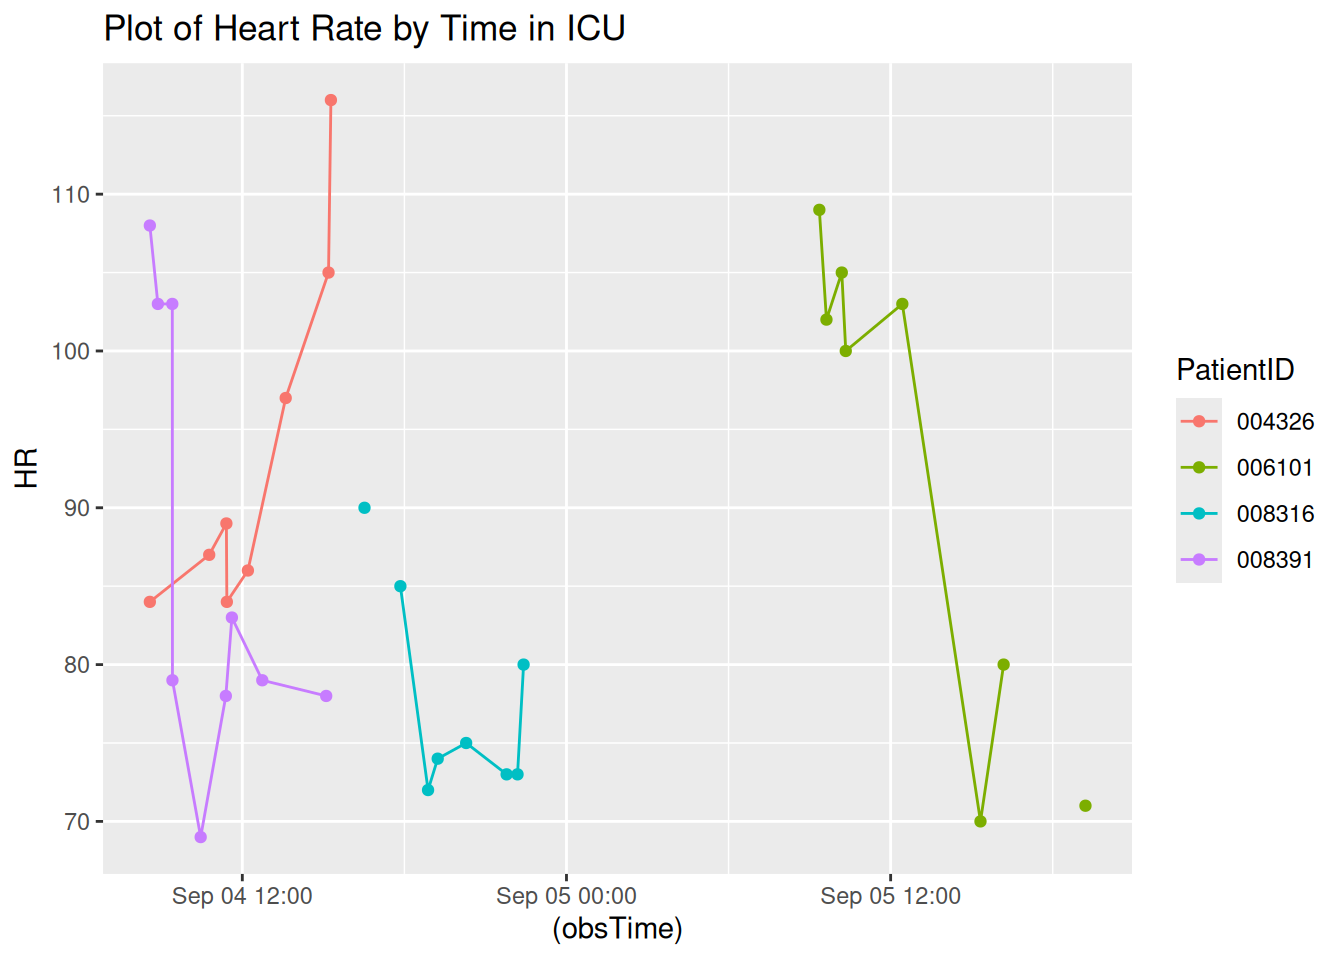 Plot of Heart Rate by Time in ICU
HR
110
100
90
80
70
Sep 04 12:00
Sep 05 00:00
Sep 05 12:00
(obsTime)
PatientID
004326
006101
008316
008391